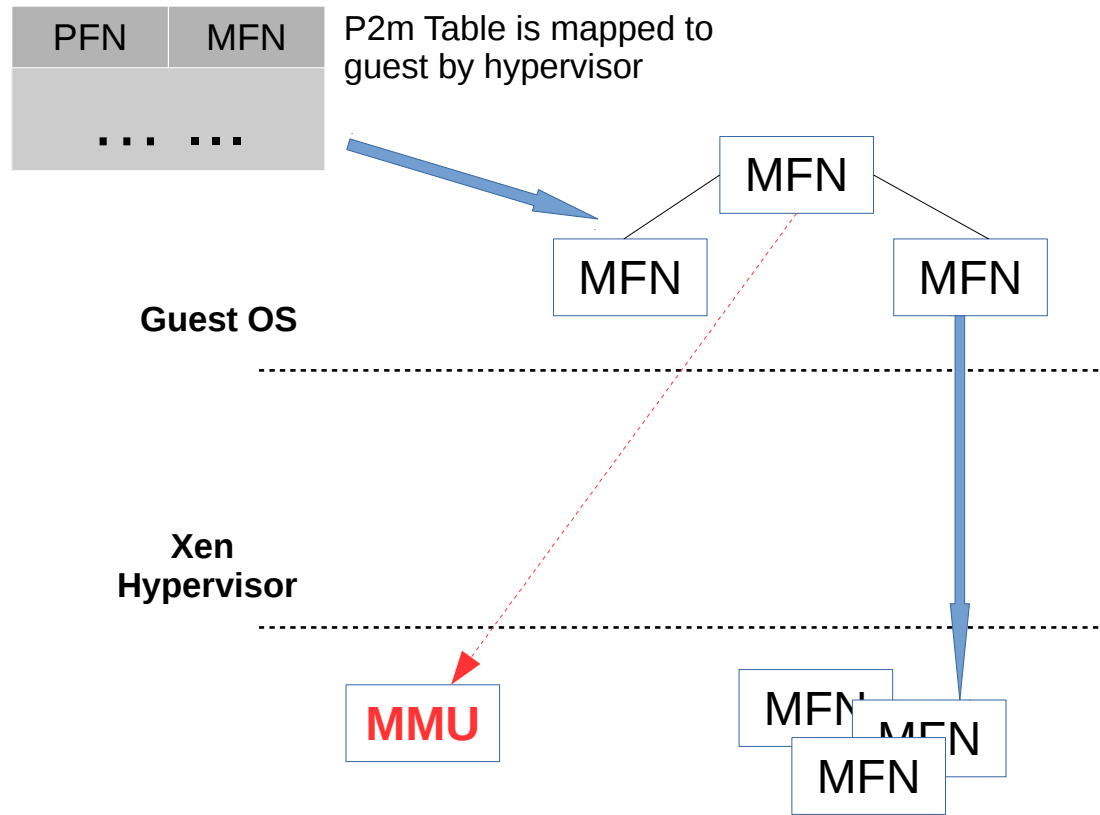 PFN MFN
P2m Table is mapped to
guest by hypervisor
... ...
MFN
MFN MFN
Guest OS
Xen
Hypervisor
MMU
MFN
MFN
MFN